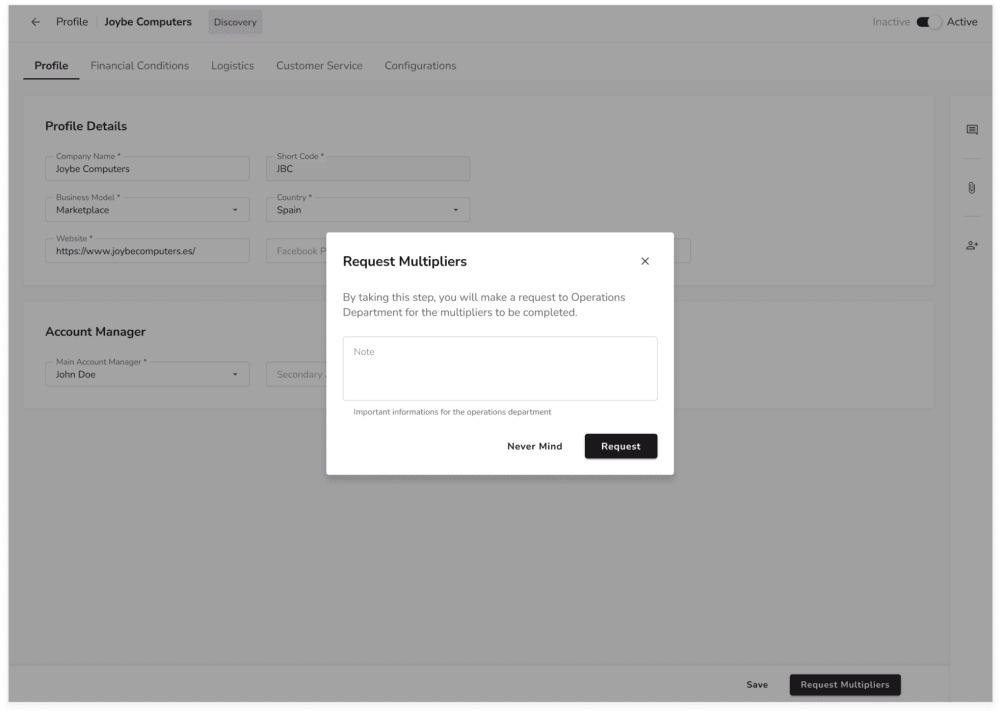 Profile Joybe Computers Discovery Inactive Active
Profile Financial Conditions Logistics Customer Service Configurations
Profile Details
Company Name * Short Code *
Joybe Computers JBC
Business Model * Country *
Marketplace Spain
Website *
https://www.joybecomputers.es/ Facebook
Request Multipliers
By taking this step, you will make a request to Operations
Department for the multipliers to be completed.
Note
Important informations for the operations department
Never Mind Request
Account Manager
Main Account Manager *
John Doe Secondary
Save Request Multipliers